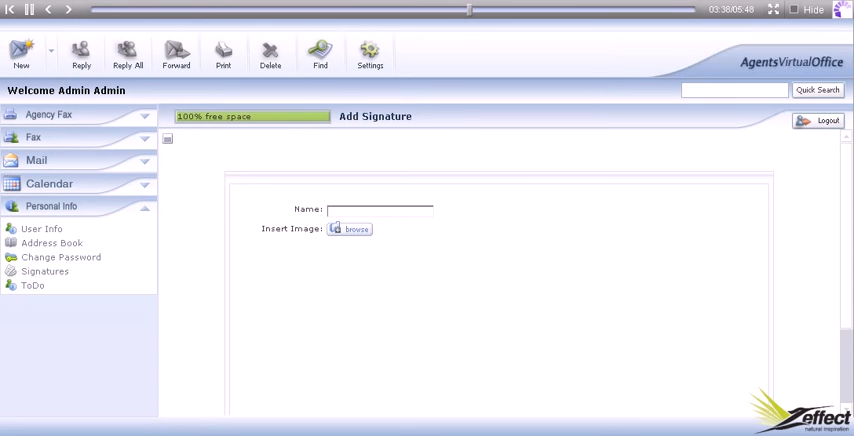 03:38/05:48 Hide
New Reply Reply All Forward Print Delete Find Settings
AgentsVirtualOffice
Welcome Admin Admin Quick Search
Agency Fax
100% free space Add Signature Logout
Fax
Mail
Calendar
Personal Info
Name:
User Info
Insert Image: browse
Address Book
Change Password
Signatures
ToDo
Zeffect
natural inspiration